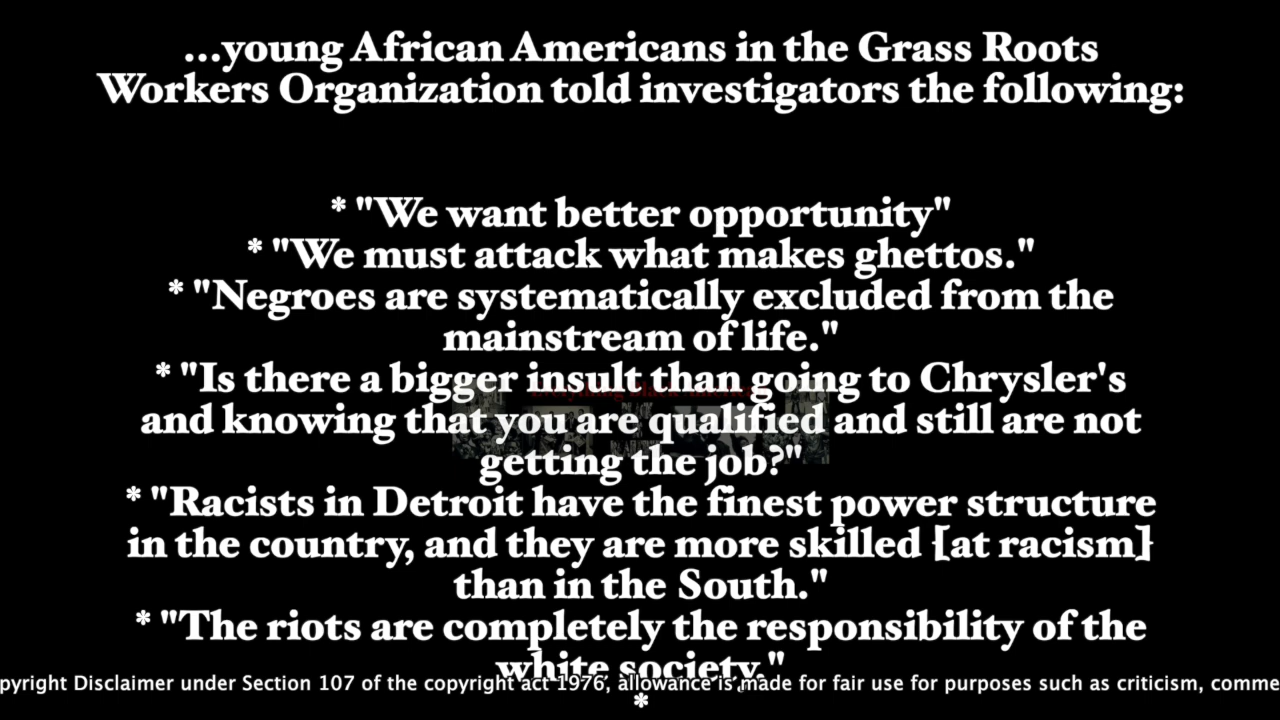 ...young African Americans in the Grass Roots
Workers Organization told investigators the following:
* "We want better opportunity"
* "We must attack what makes ghettos."
* "Negroes are systematically excluded from the
mainstream of life."
* "Is there a bigger insult than going to Chrysler's
Everything Black America
and knowing that you are qualified and still are not
getting the job?"
* "Racists in Detroit have the finest power structure
in the country, and they are more skilled [at racism]
than in the South."
* "The riots are completely the responsibility of the
white society."
pyright Disclaimer under Section 107 of the copyright act 1976, allowance is made for fair use for purposes such as criticism, comme
*